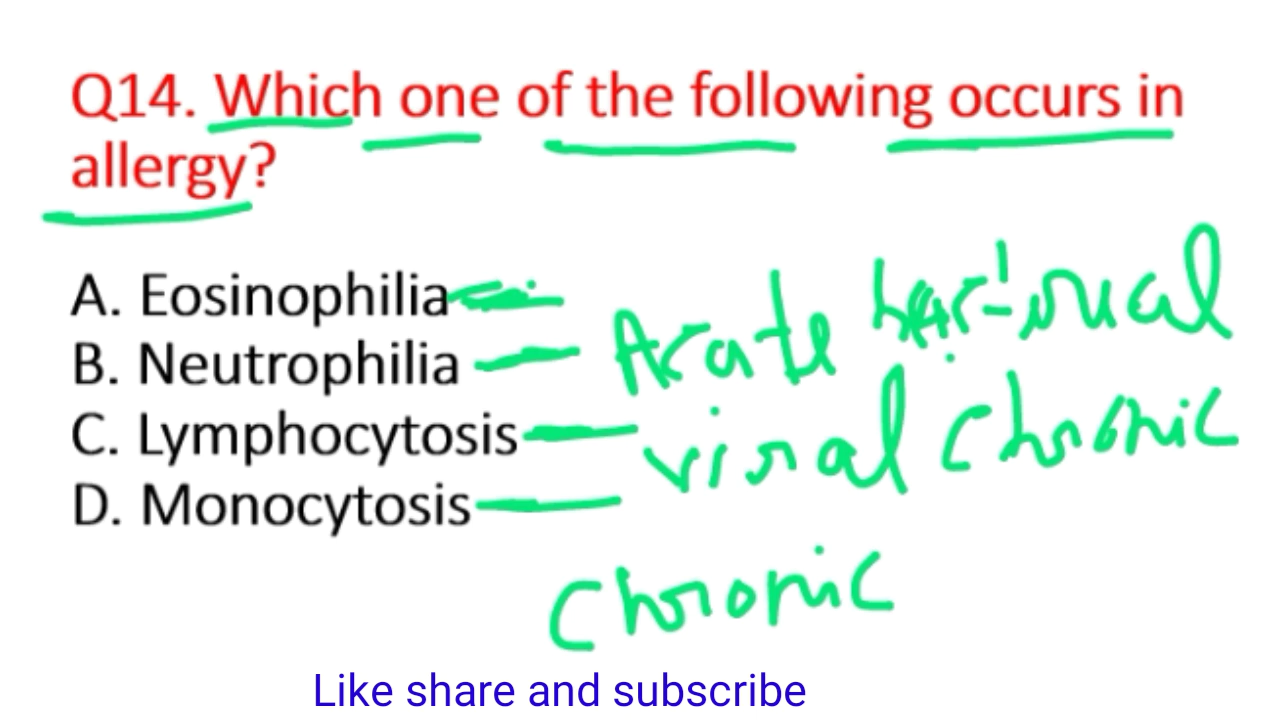 Q14. Which one of the following occurs in
allergy?
A. Eosinophilia
B. Neutrophilia
C. Lymphocytosis
D. Monocytosis
viral chronic
chronic
Like share and subscribe